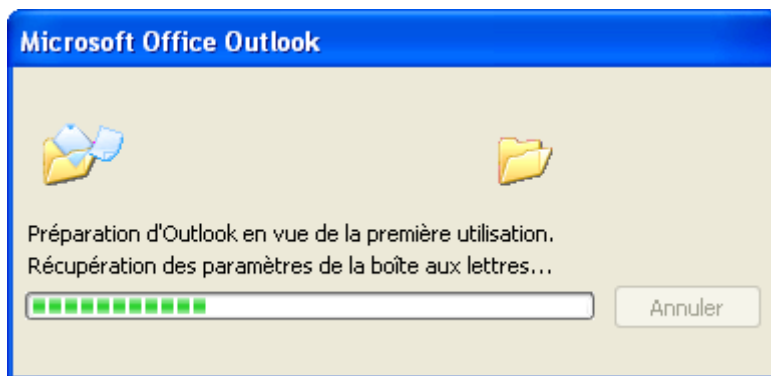 Microsoft Office Outlook
Préparation d'Outlook en vue de la première utilisation.
Récupération des paramètres de la boîte aux lettres...
Annuler